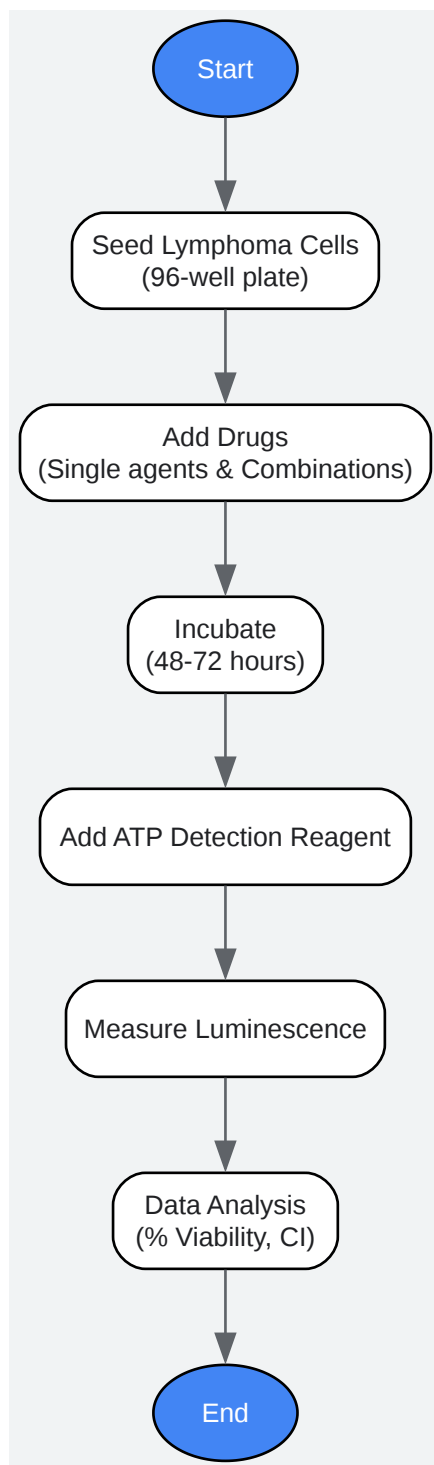 Start
Seed Lymphoma Cells
(96-well plate)
Add Drugs
(Single agents & Combinations)
Incubate
(48-72 hours)
Add ATP Detection Reagent
Measure Luminescence
Data Analysis
(% Viability, CI)
End